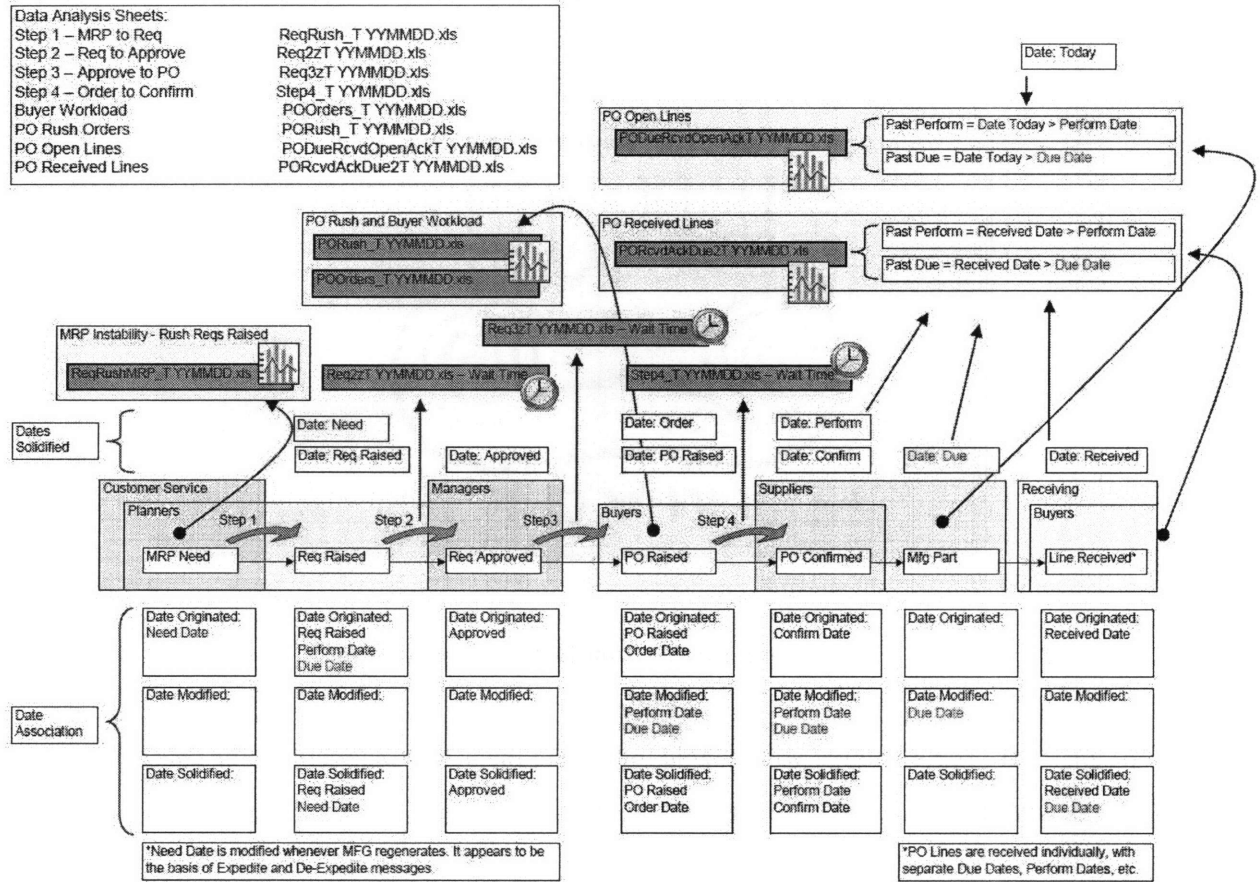 Data Analysis Sheets:
Step 1 – MRP to Req ReqRush_T YYMMDD.xls
Step 2 – Req to Approve Req2zT YYMMDD.xls
Step 3 – Approve to PO Req3zT YYMMDD.xls
Step 4 – Order to Confirm Step4_T YYMMDD.xls
Buyer Workload POOrders_T YYMMDD.xls
PO Rush Orders PORush_T YYMMDD.xls
PO Open Lines PODueRcvdOpenAckT YYMMDD.xls
PO Received Lines PORcvdAckDue2T YYMMDD.xls
Date: Today
PO Open Lines
PODueRcvdOpenAckT YYMMDD.xls
Past Perform = Date Today > Perform Date
Past Due = Date Today > Due Date
PO Rush and Buyer Workload
PORush_T YYMMDD.xls
POOrders_T YYMMDD.xls
PO Received Lines
PORcvdAckDue2T YYMMDD.xls
Past Perform = Received Date > Perform Date
Past Due = Received Date > Due Date
Req3zT YYMMDD.xls – Wait Time
MRP Instability - Rush Reqs Raised
ReqRushMRP_T YYMMDD.xls
Req2zT YYMMDD.xls – Wait Time
Step4_T YYMMDD.xls – Wait Time
Dates
Solidified
Date: Need
Date: Req Raised
Date: Approved
Date: Order
Date: PO Raised
Date: Perform
Date: Confirm
Date: Due
Date: Received
Customer Service
Planners
Managers
Buyers
Suppliers
Receiving
Buyers
Step 1
Step 2
Step3
Step 4
MRP Need
Req Raised
Req Approved
PO Raised
PO Confirmed
Mfg Part
Line Received*
Date
Association
Date Originated:
Need Date
Date Originated:
Req Raised
Perform Date
Due Date
Date Originated:
Approved
Date Originated:
PO Raised
Order Date
Date Originated:
Confirm Date
Date Originated:
Date Originated:
Received Date
Date Modified:
Date Modified:
Date Modified:
Date Modified:
Perform Date
Due Date
Date Modified:
Perform Date
Due Date
Date Modified:
Due Date
Date Modified:
Date Solidified:
Date Solidified:
Req Raised
Need Date
Date Solidified:
Approved
Date Solidified:
PO Raised
Order Date
Date Solidified:
Perform Date
Confirm Date
Date Solidified:
Date Solidified:
Received Date
Due Date
*Need Date is modified whenever MFG regenerates. It appears to be
the basis of Expedite and De-Expedite messages
*PO Lines are received individually, with
separate Due Dates, Perform Dates, etc.